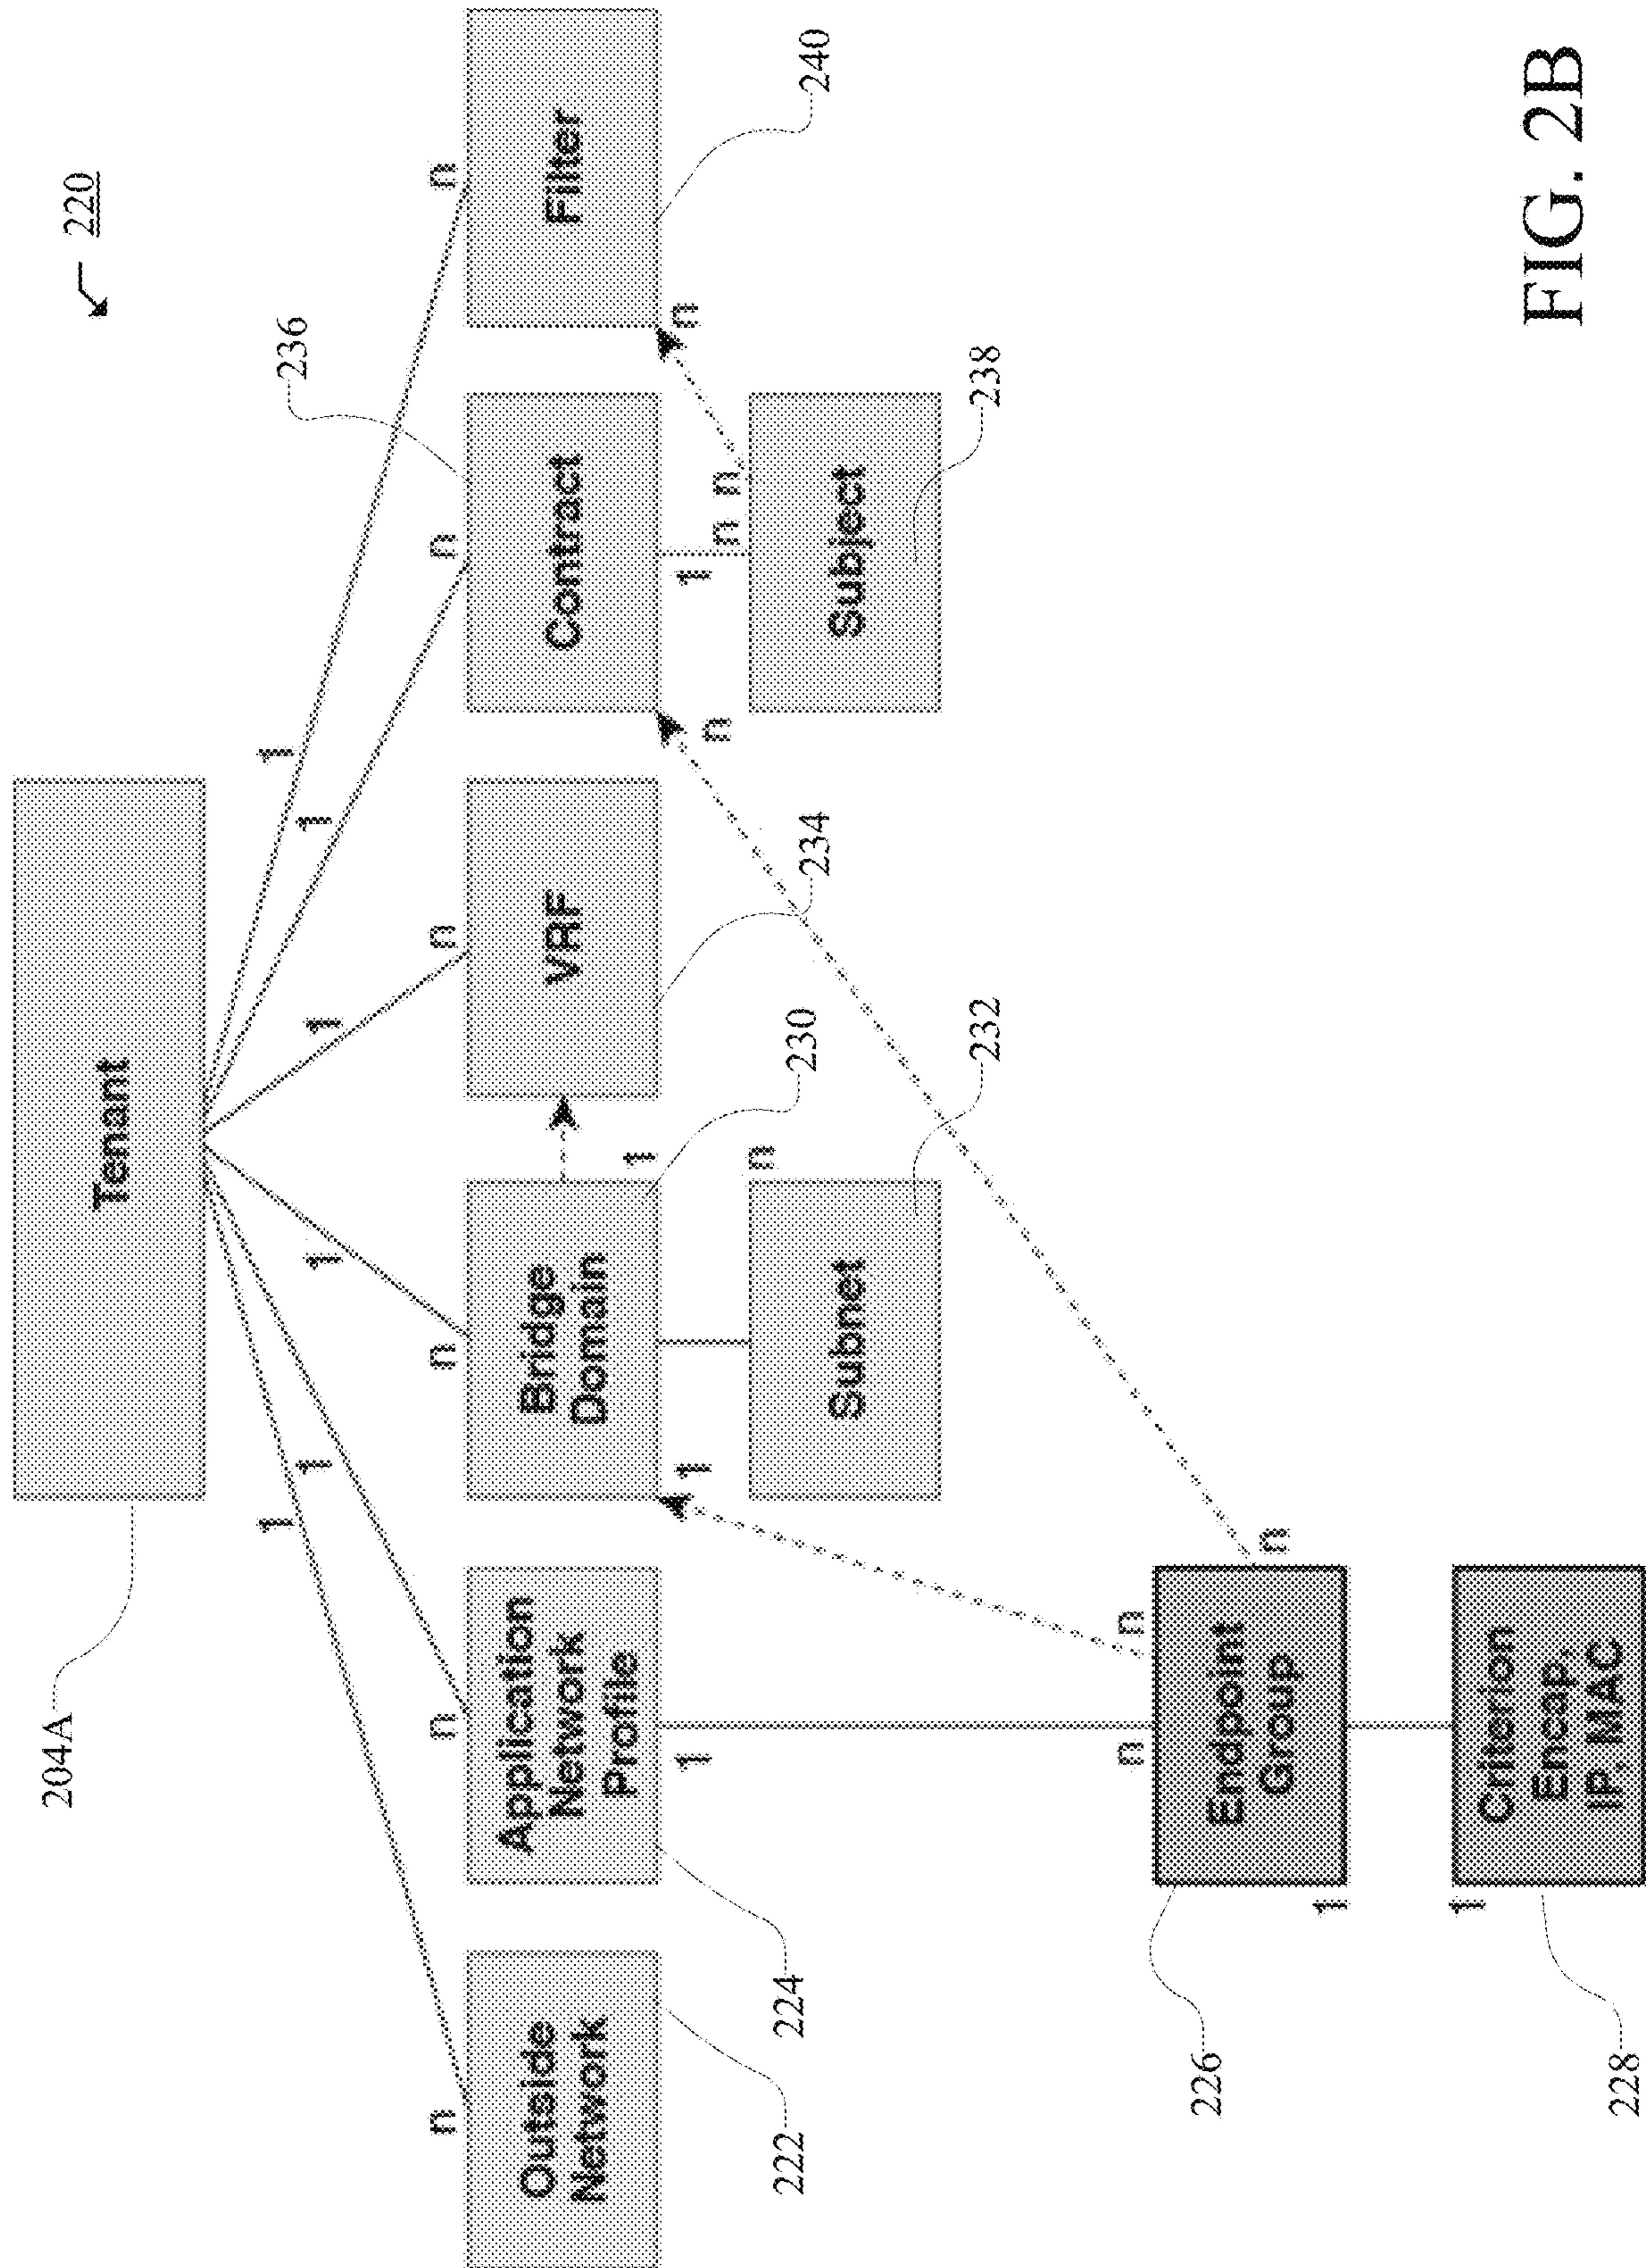 220
204A
Tenant
1
1
1
1
1
1
n
n
n
n
n
n
236
Outside
Network
Application
Network
Profile
Bridge
Domain
VRF
Contract
Filter
222
224
1
1
1
230
234
n
1
n
240
n
n
n
Subnet
232
Subject
238
n
n
n
Endpoint
Group
226
1
1
Criterion
Encap,
IP, MAC
228
FIG. 2B